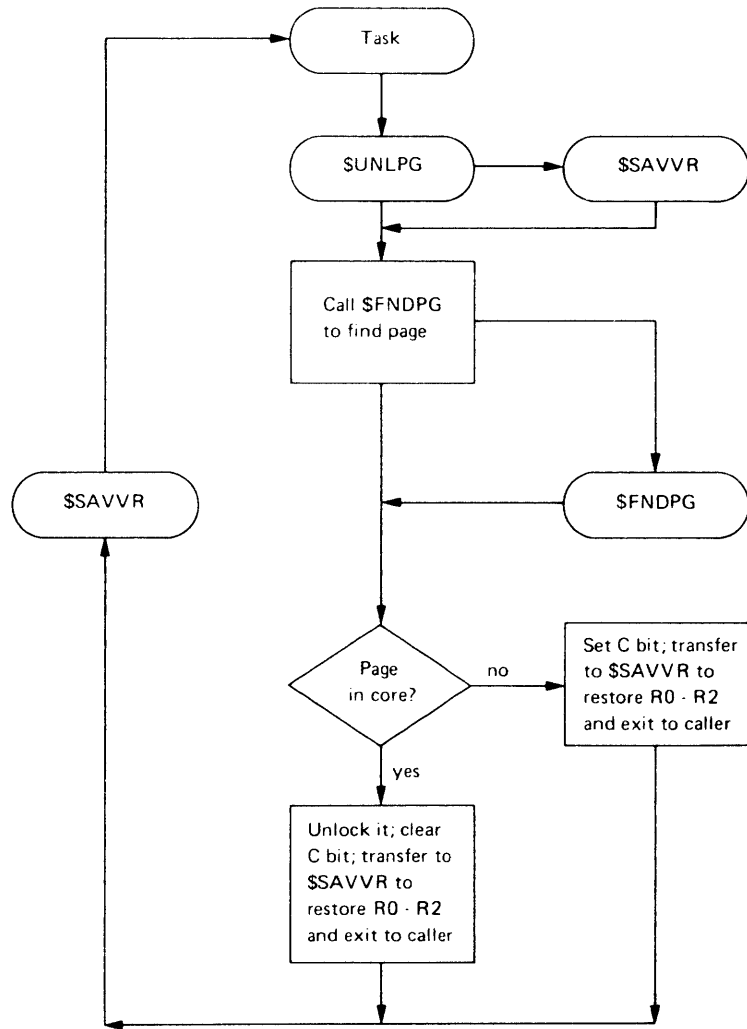 Task
$UNLPG
$SAVVR
Call $FNDPG
to find page
$SAVVR
$FNDPG
Page
in core?
no
Set C bit; transfer
to $SAVVR to
restore R0 - R2
and exit to caller
yes
Unlock it; clear
C bit; transfer to
$SAVVR to
restore R0 - R2
and exit to caller